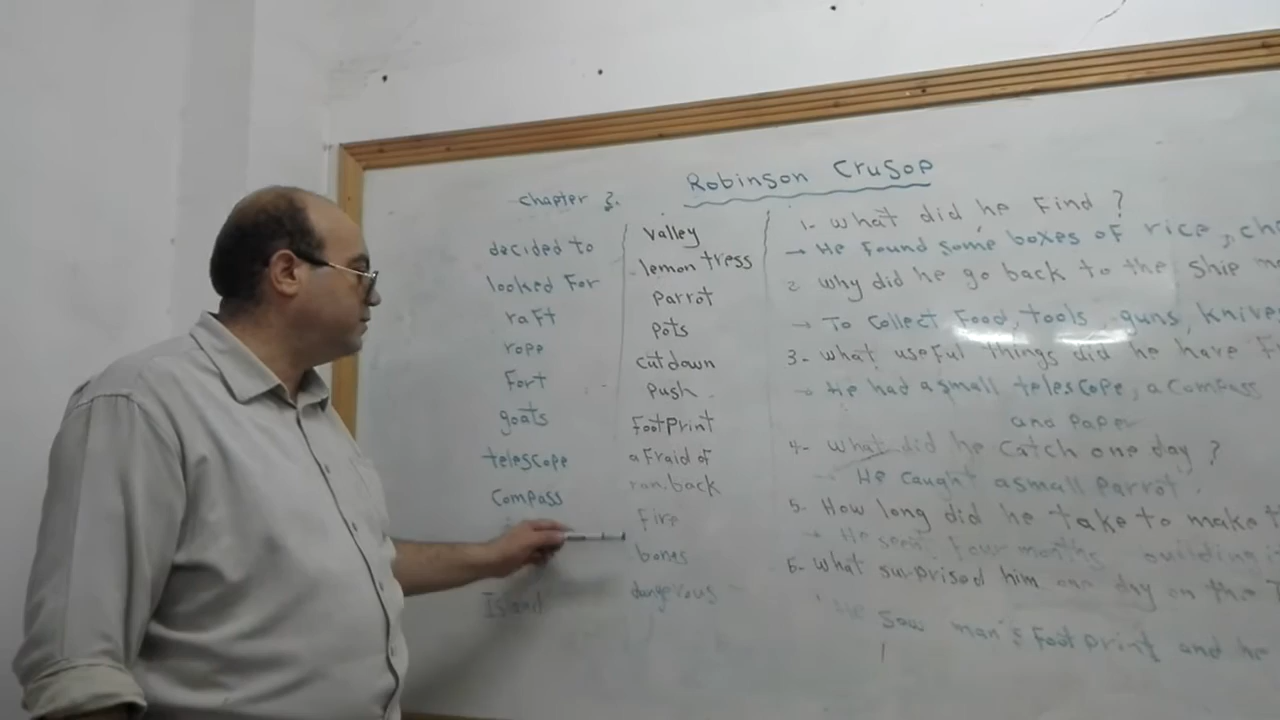 Robinson Crusoe
chapter 3.
decided to
looked For
raft
rope
Fort
goats
telescope
Compass
Island
valley
lemon tress
Parrot
Pots
cut down
Push
FootPrint
aFraid of
ran back
Fire
bones
dangerous
1- What did he Find ?
→ He Found some boxes of rice,
2 why did he go back to the ship
→ To collect Food, tools, guns, knives
3- what useful things did he have
→ He had a small telescope, a compass
and Paper
4- What did he catch one day ?
→ He caught a small Parrot.
5. How long did he take to make
→ He four months building
6- What surprised him one day on the
He saw man's FootPrint and he